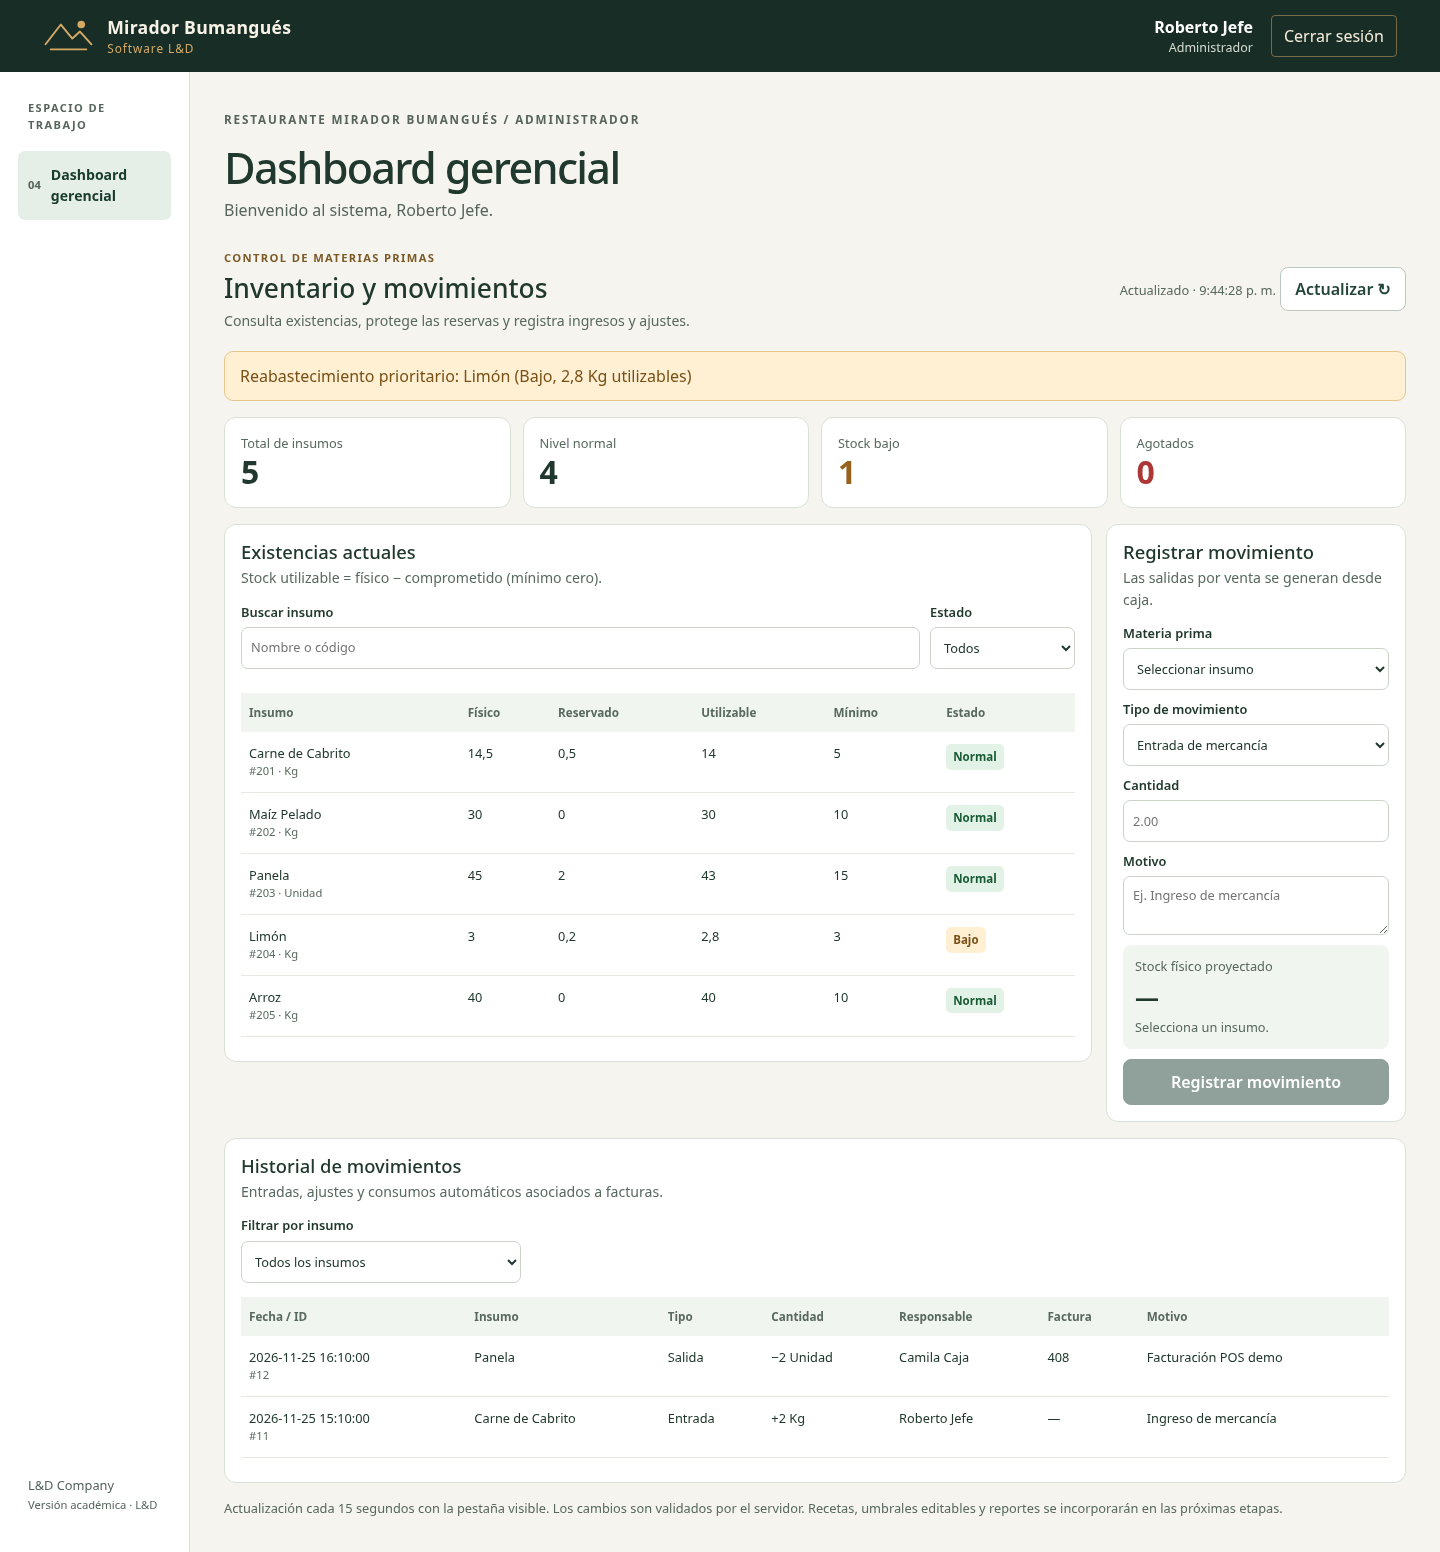 Mirador Bumangués
Software L&D
Roberto Jefe
Administrador
Cerrar sesión
ESPACIO DE
TRABAJO
04 Dashboard
gerencial
RESTAURANTE MIRADOR BUMANGUÉS / ADMINISTRADOR
Dashboard gerencial
Bienvenido al sistema, Roberto Jefe.
CONTROL DE MATERIAS PRIMAS
Inventario y movimientos
Consulta existencias, protege las reservas y registra ingresos y ajustes.
Actualizado · 9:44:28 p. m.
Actualizar ↻
Reabastecimiento prioritario: Limón (Bajo, 2,8 Kg utilizables)
Total de insumos
5
Nivel normal
4
Stock bajo
1
Agotados
0
Existencias actuales
Stock utilizable = físico − comprometido (mínimo cero).
Buscar insumo
Nombre o código
Estado
Todos
Insumo Físico Reservado Utilizable Mínimo Estado
Carne de Cabrito 14,5 0,5 14 5 Normal
#201 · Kg
Maíz Pelado 30 0 30 10 Normal
#202 · Kg
Panela 45 2 43 15 Normal
#203 · Unidad
Limón 3 0,2 2,8 3 Bajo
#204 · Kg
Arroz 40 0 40 10 Normal
#205 · Kg
Registrar movimiento
Las salidas por venta se generan desde
caja.
Materia prima
Seleccionar insumo
Tipo de movimiento
Entrada de mercancía
Cantidad
2.00
Motivo
Ej. Ingreso de mercancía
Stock físico proyectado
—
Selecciona un insumo.
Registrar movimiento
Historial de movimientos
Entradas, ajustes y consumos automáticos asociados a facturas.
Filtrar por insumo
Todos los insumos
Fecha / ID Insumo Tipo Cantidad Responsable Factura Motivo
2026-11-25 16:10:00 Panela Salida −2 Unidad Camila Caja 408 Facturación POS demo
#12
2026-11-25 15:10:00 Carne de Cabrito Entrada +2 Kg Roberto Jefe — Ingreso de mercancía
#11
L&D Company
Versión académica · L&D
Actualización cada 15 segundos con la pestaña visible. Los cambios son validados por el servidor. Recetas, umbrales editables y reportes se incorporarán en las próximas etapas.